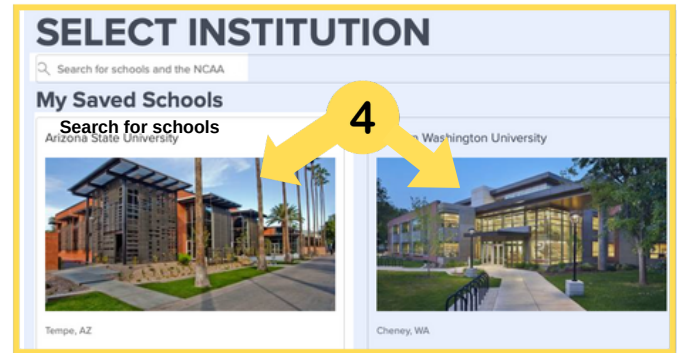 SELECT INSTITUTION
Search for schools and the NCAA
My Saved Schools
4
Search for schools
Arizona State University
Washington University
Tempe, AZ
Cheney, WA